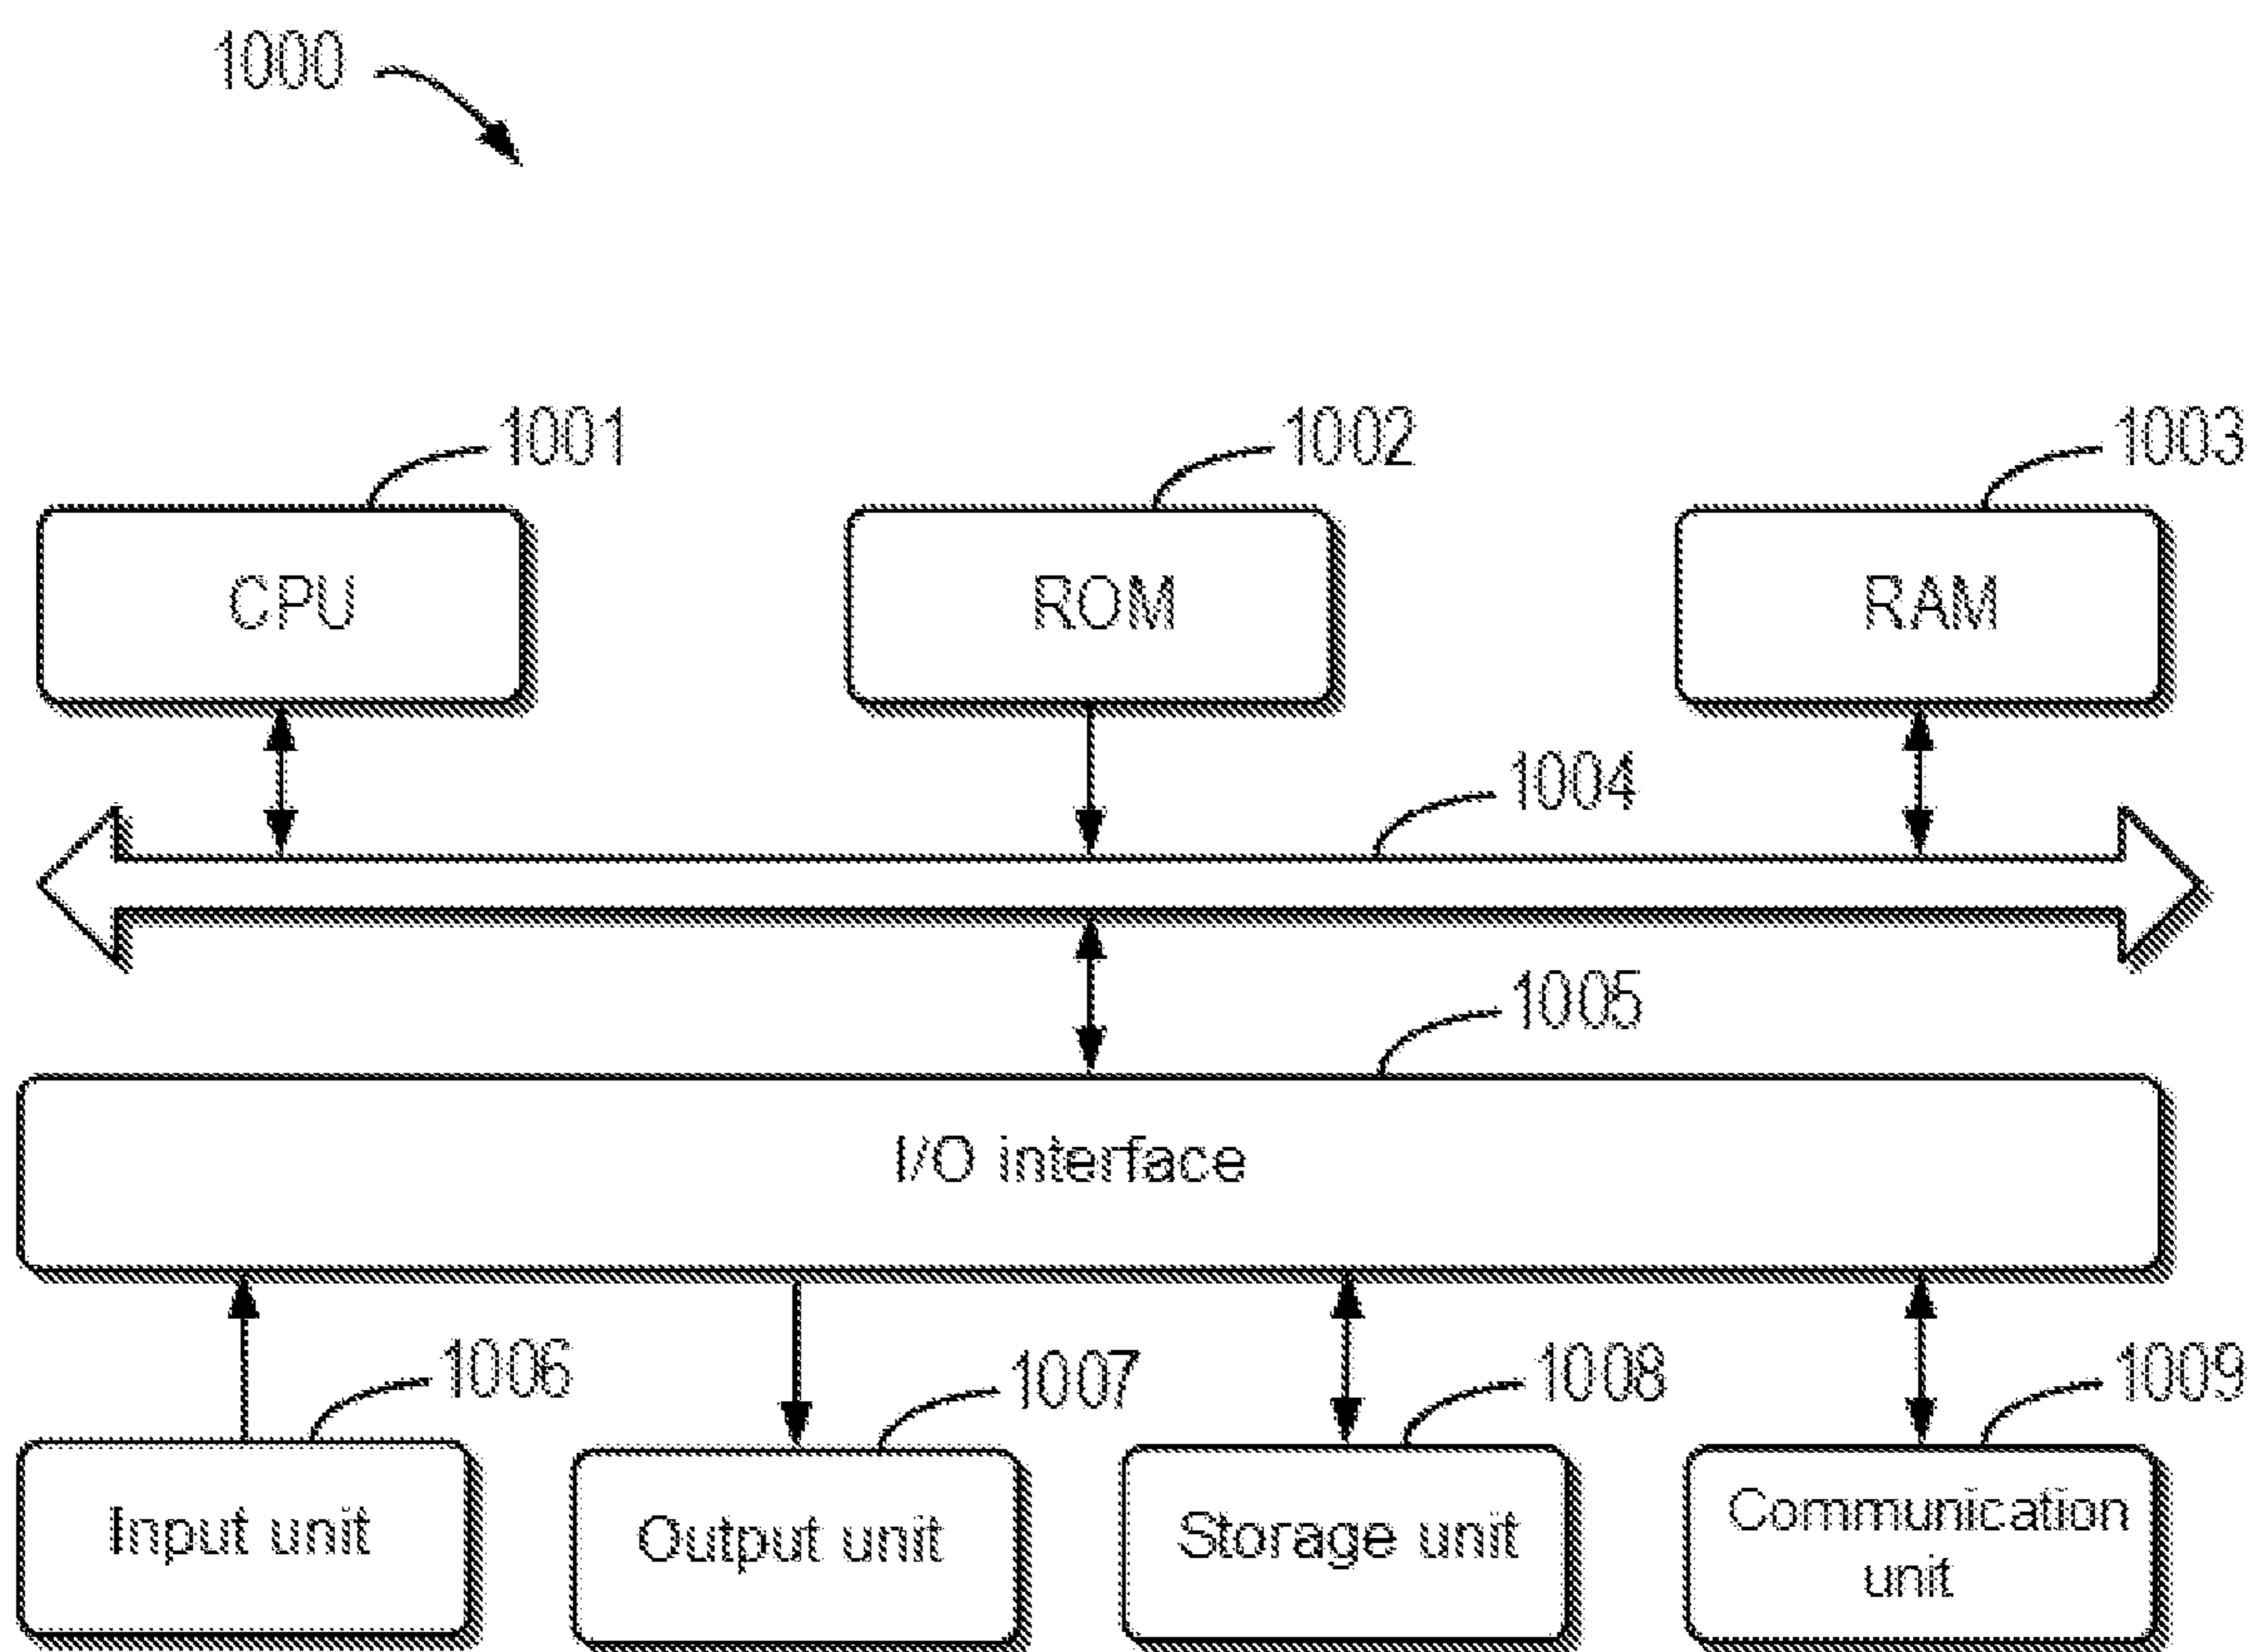 1000
1001
1002
1003
CPU
ROM
RAM
1004
1005
I/O interface
1006
1007
1008
1009
Input unit
Output unit
Storage unit
Communication
unit